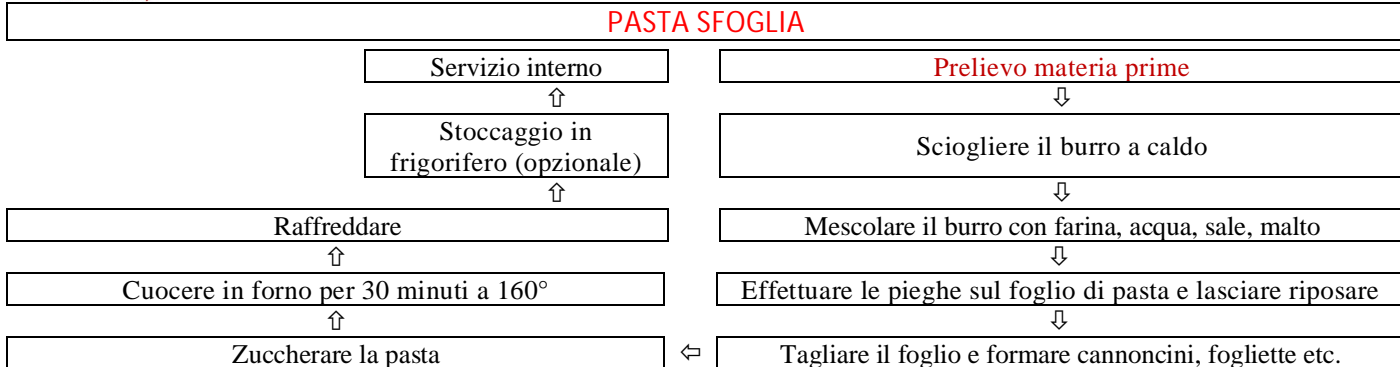 PASTA SFOGLIA
Prelievo materia prime
Sciogliere il burro a caldo
Mescolare il burro con farina, acqua, sale, malto
Effettuare le pieghe sul foglio di pasta e lasciare riposare
Tagliare il foglio e formare cannoncini, fogliette etc.
Zuccherare la pasta
Cuocere in forno per 30 minuti a 160°
Raffreddare
Stoccaggio in
frigorifero (opzionale)
Servizio interno